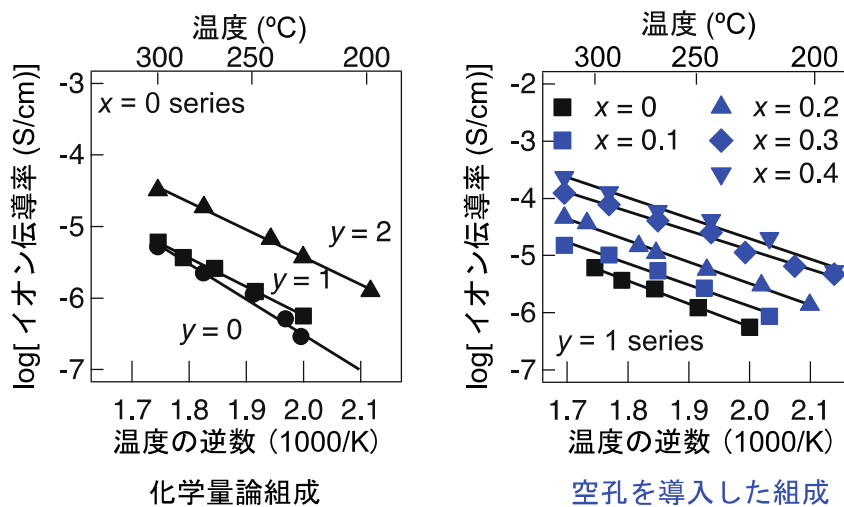 温度 (ºC)
300 250 200
-3
-4
-5
-6
-7
log[ イオン伝導率 (S/cm)]
x = 0 series
y = 2
y = 1
y = 0
1.7 1.8 1.9 2.0 2.1
温度の逆数 (1000/K)
化学量論組成
温度 (ºC)
300 250 200
-2
-3
-4
-5
-6
-7
log[ イオン伝導率 (S/cm)]
x = 0 x = 0.2
x = 0.1 x = 0.3
x = 0.4
y = 1 series
1.7 1.8 1.9 2.0 2.1
温度の逆数 (1000/K)
空孔を導入した組成